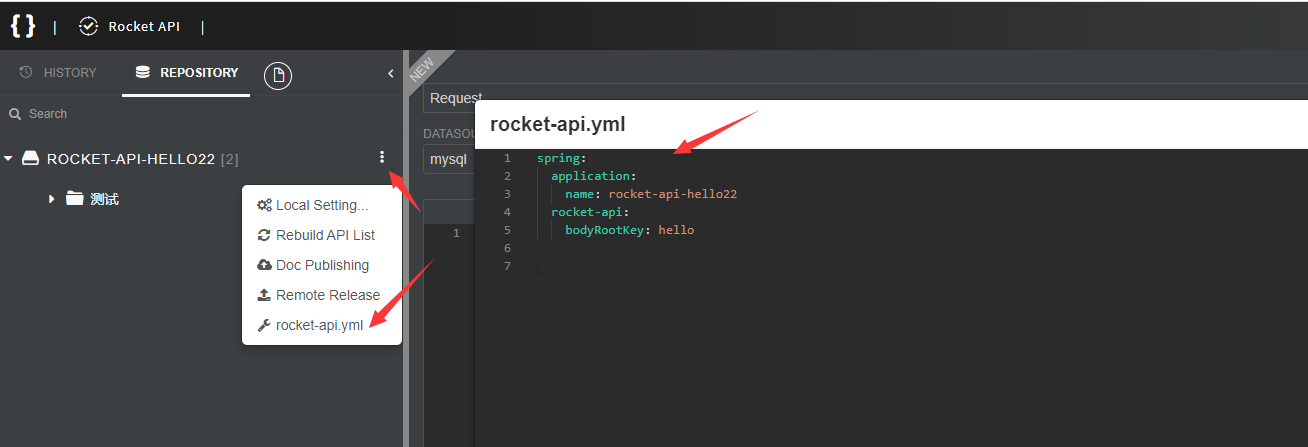 { } | Rocket API |
HISTORY REPOSITORY
Search
ROCKET-API-HELLO22 [2]
测试
Local Setting...
Rebuild API List
Doc Publishing
Remote Release
rocket-api.yml
NEW
Request
DATASOU
mysql
1
rocket-api.yml
1 spring:
2 application:
3 name: rocket-api-hello22
4 rocket-api:
5 bodyRootKey: hello
6
7